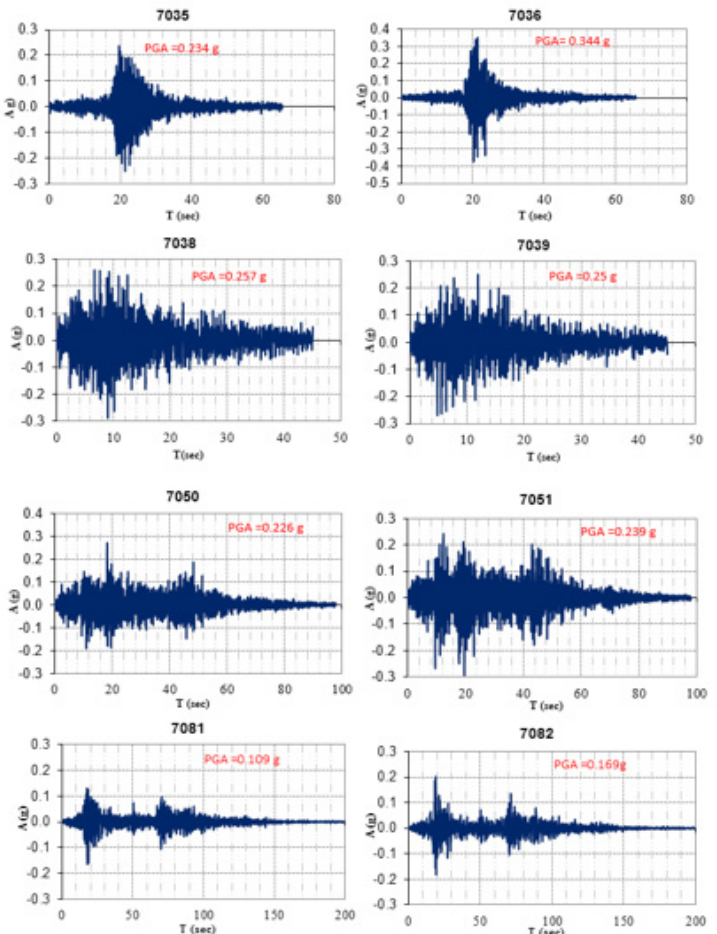 7035
PGA =0.234 g
A (g)
0.3
0.2
0.1
0.0
-0.1
-0.2
-0.3
0 20 40 60 80
T (sec)
7036
PGA= 0.344 g
A (g)
0.4
0.3
0.2
0.1
0.0
-0.1
-0.2
-0.3
-0.4
-0.5
0 20 40 60 80
T (sec)
7038
PGA =0.257 g
A (g)
0.3
0.2
0.1
0.0
-0.1
-0.2
-0.3
0 10 20 30 40 50
T(sec)
7039
PGA =0.25 g
A (g)
0.3
0.2
0.1
0.0
-0.1
-0.2
-0.3
0 10 20 30 40 50
T (sec)
7050
PGA =0.226 g
A (g)
0.4
0.3
0.2
0.1
0.0
-0.1
-0.2
-0.3
0 20 40 60 80 100
T (sec)
7051
PGA =0.239 g
A (g)
0.3
0.2
0.1
0.0
-0.1
-0.2
-0.3
0 20 40 60 80 100
T (sec)
7081
PGA =0.109 g
A (g)
0.3
0.2
0.1
0.0
-0.1
-0.2
-0.3
0 50 100 150 200
T (sec)
7082
PGA =0.169g
A (g)
0.3
0.2
0.1
0.0
-0.1
-0.2
-0.3
0 50 100 150 200
T (sec)